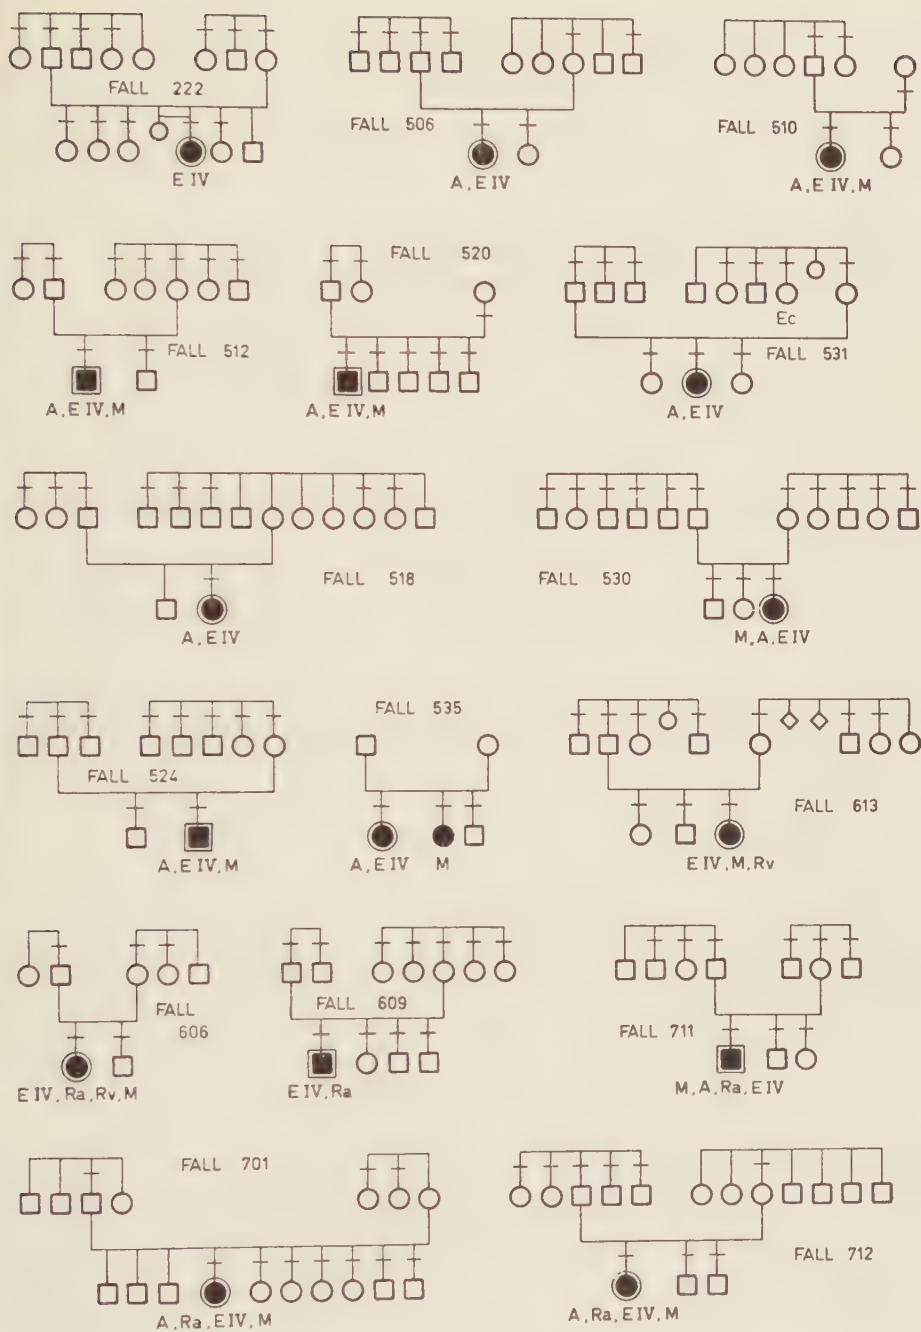 FALL 222
E IV
FALL 506
A, E IV
FALL 510
A, E IV, M
FALL 512
A, E IV, M
FALL 520
A, E IV, M
Ec
FALL 531
A, E IV
FALL 518
A, E IV
FALL 530
M, A, E IV
FALL 524
A, E IV, M
FALL 535
A, E IV M
FALL 613
E IV, M, Rv
FALL
606
E IV, Ra, Rv, M
FALL 609
E IV, Ra
FALL 711
M, A, Ra, E IV
FALL 701
A, Ra, E IV, M
FALL 712
A, Ra, E IV, M